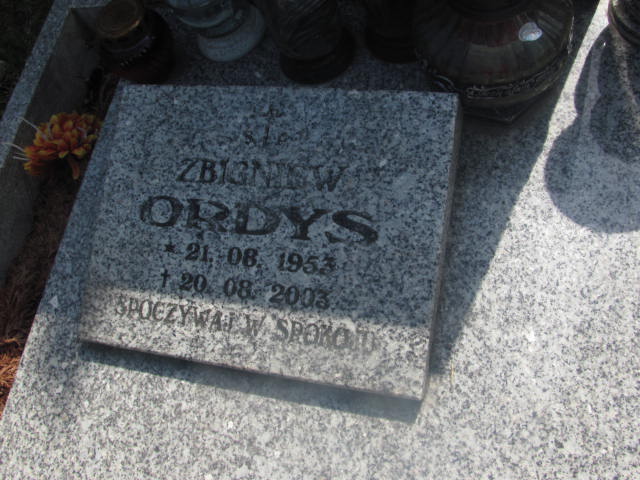 Ś.†P.
ZBIGNIEW
ORDYS
* 21. 08. 1953
† 20. 08. 2003
SPOCZYWAJ W SPOKOJU